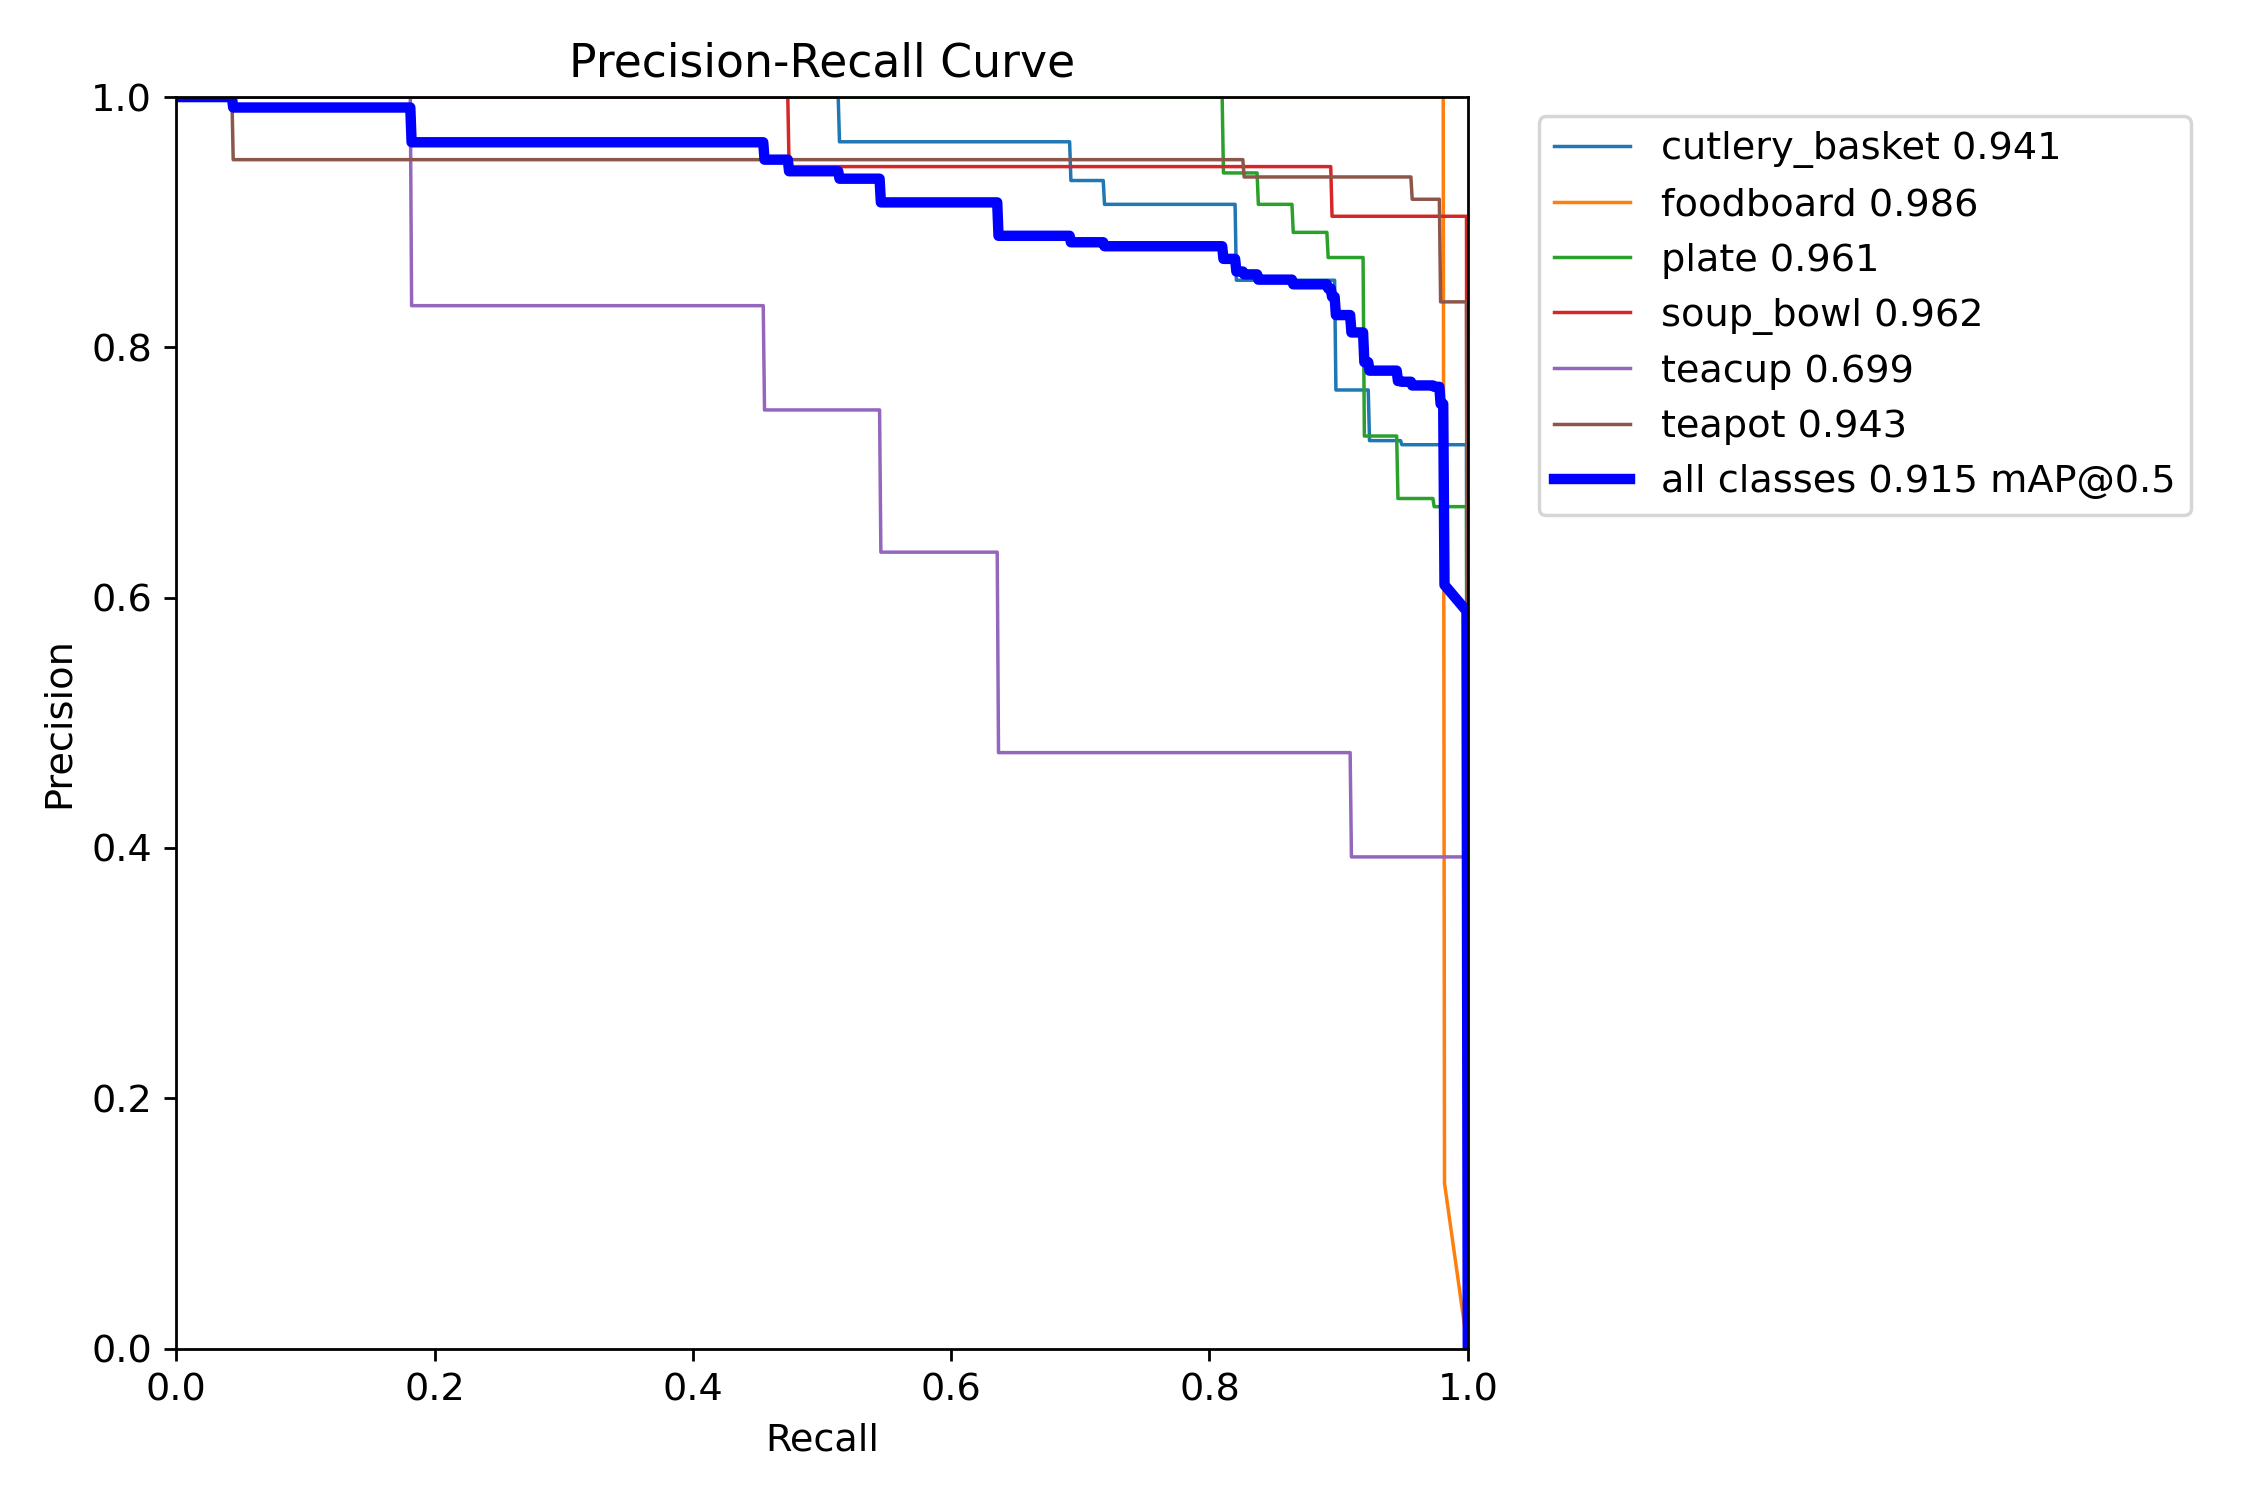 Precision-Recall Curve
1.0
0.8
0.6
0.4
0.2
0.0
Precision
0.0 0.2 0.4 0.6 0.8 1.0
Recall
cutlery_basket 0.941
foodboard 0.986
plate 0.961
soup_bowl 0.962
teacup 0.699
teapot 0.943
all classes 0.915 mAP@0.5